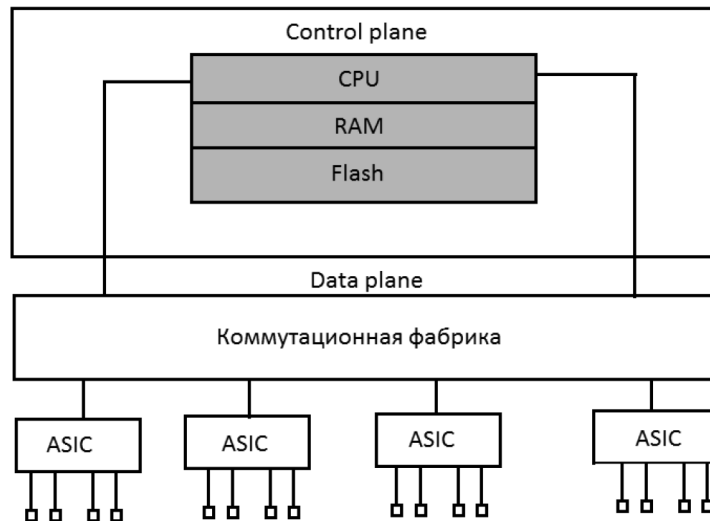 Control plane
CPU
RAM
Flash
Data plane
Коммутационная фабрика
ASIC
ASIC
ASIC
ASIC